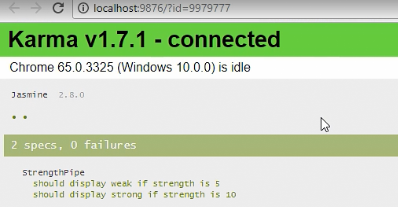 localhost:9876/?id=9979777
Karma v1.7.1 - connected
Chrome 65.0.3325 (Windows 10.0.0) is idle
Jasmine 2.8.0
• •
2 specs, 0 failures
StrengthPipe
should display weak if strength is 5
should display strong if strength is 10